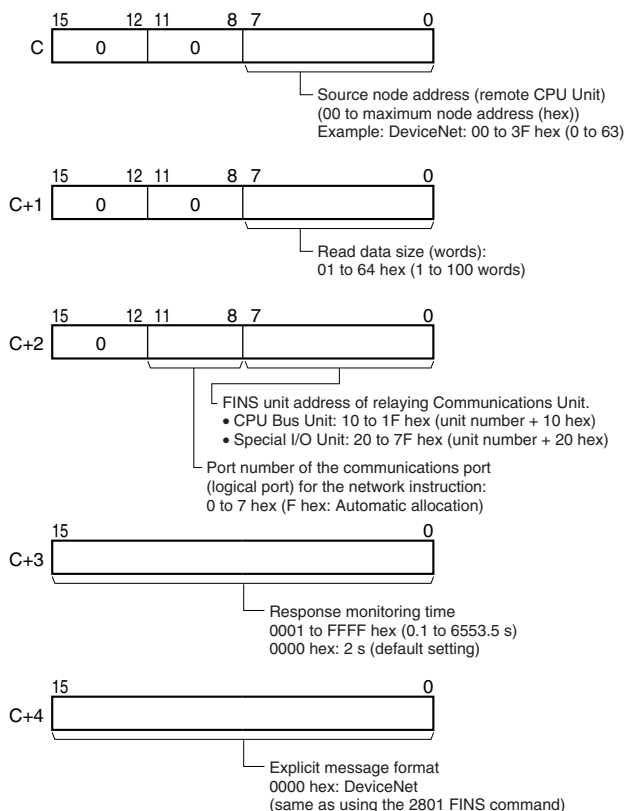 15 12 11 8 7 0
C 0 0
Source node address (remote CPU Unit)
(00 to maximum node address (hex))
Example: DeviceNet: 00 to 3F hex (0 to 63)
15 12 11 8 7 0
C+1 0 0
Read data size (words):
01 to 64 hex (1 to 100 words)
15 12 11 8 7 0
C+2 0
FINS unit address of relaying Communications Unit.
• CPU Bus Unit: 10 to 1F hex (unit number + 10 hex)
• Special I/O Unit: 20 to 7F hex (unit number + 20 hex)
Port number of the communications port
(logical port) for the network instruction:
0 to 7 hex (F hex: Automatic allocation)
15 0
C+3
Response monitoring time
0001 to FFFF hex (0.1 to 6553.5 s)
0000 hex: 2 s (default setting)
15 0
C+4
Explicit message format
0000 hex: DeviceNet
(same as using the 2801 FINS command)